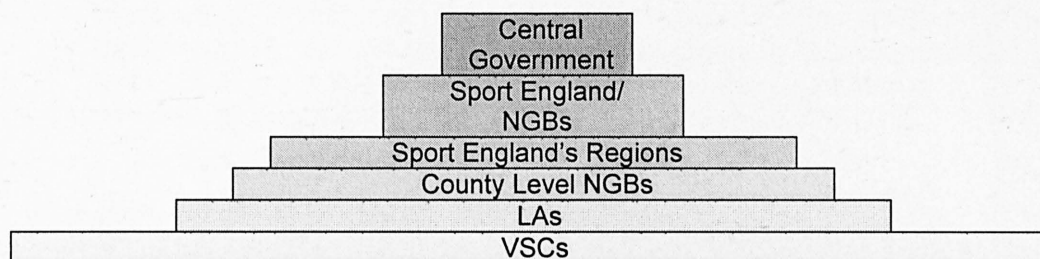 Central
Government
Sport England/
NGBs
Sport England's Regions
County Level NGBs
LAs
VSCs